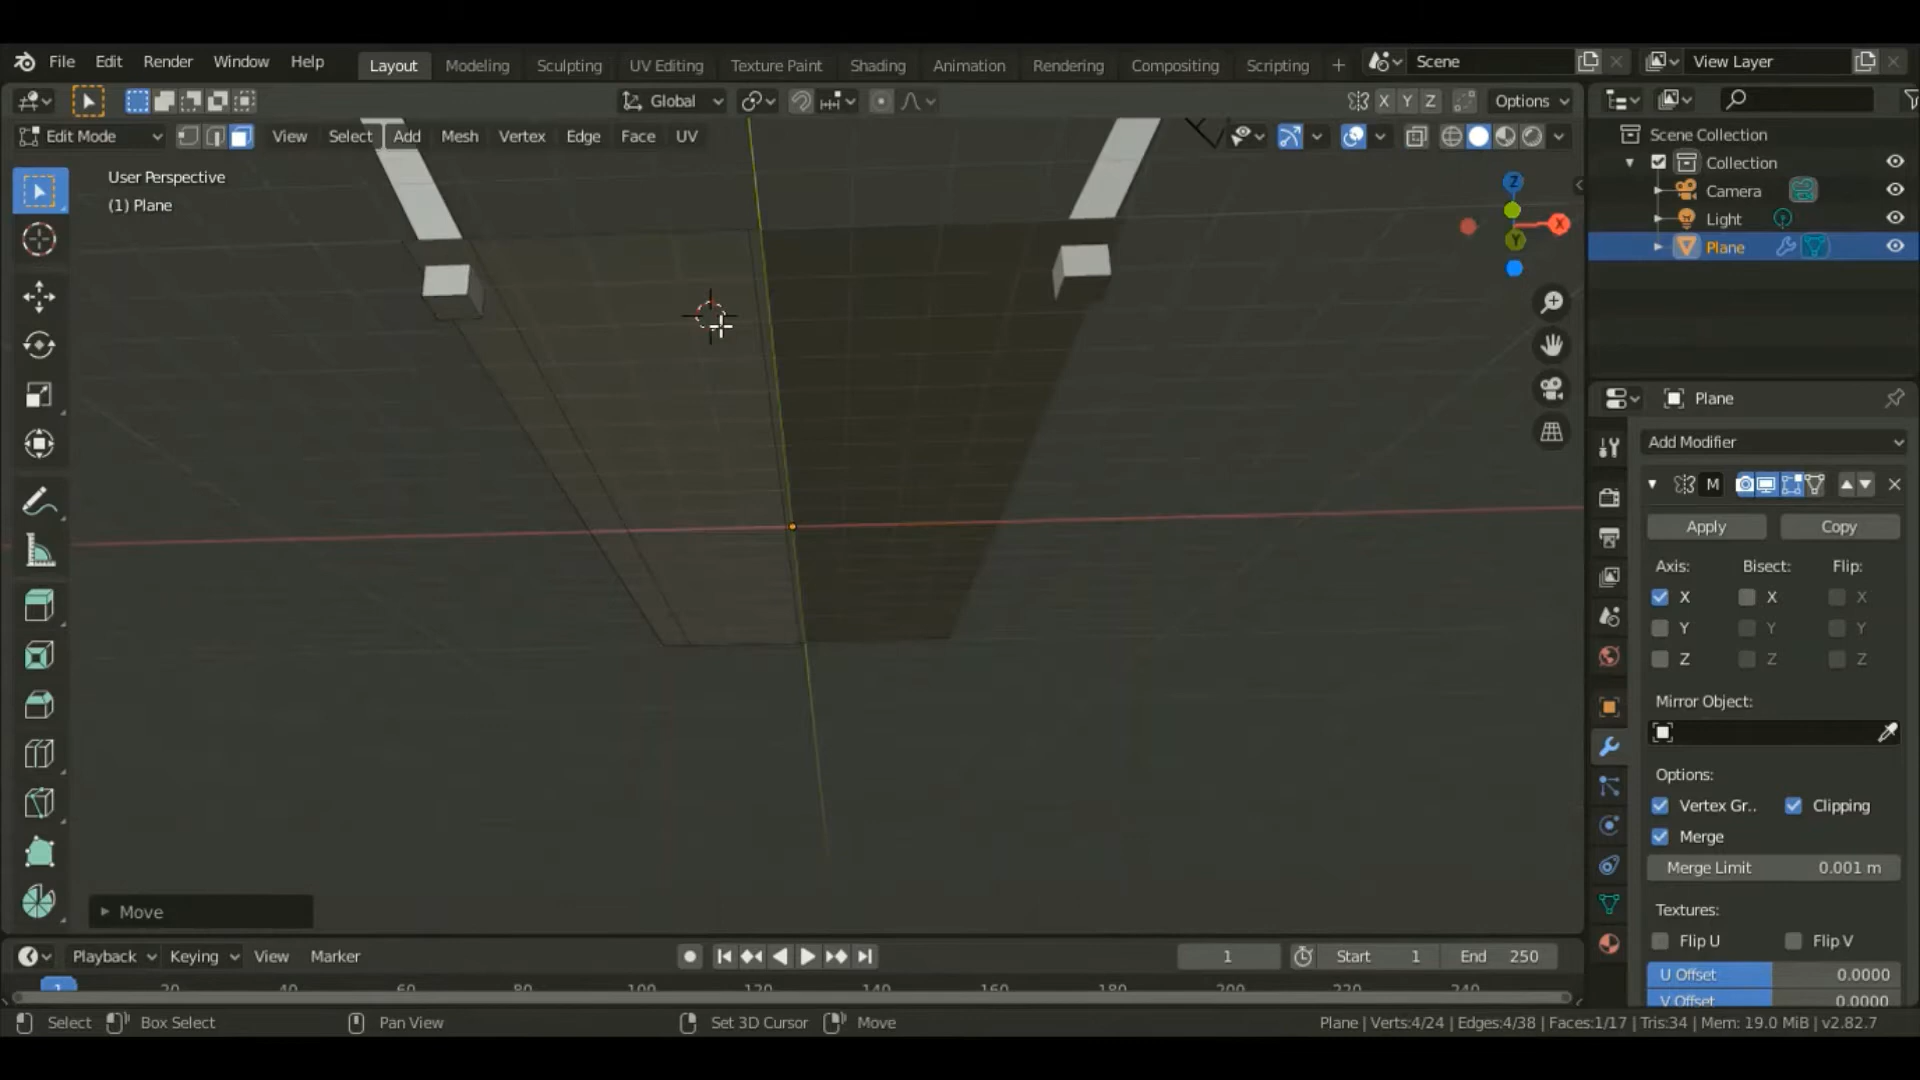 File Edit Render Window Help Layout Modeling Sculpting UV Editing Texture Paint Shading Animation Rendering Compositing Scripting + Scene View Layer
Global X Y Z Options
Edit Mode View Select Add Mesh Vertex Edge Face UV
User Perspective
(1) Plane
Z
X
Y
Scene Collection
Collection
Camera
Light
Plane
Plane
Add Modifier
M
Apply Copy
Axis: Bisect: Flip:
X X X
Y Y Y
Z Z Z
Mirror Object:
Options:
Vertex Gr.. Clipping
Merge
Merge Limit 0.001 m
Textures:
Flip U Flip V
U Offset 0.0000
V Offset 0.0000
Move
Playback Keying View Marker 1 Start 1 End 250
1 20 40 60 80 100 120 140 160 180 200 220 240
Select Box Select Pan View Set 3D Cursor Move Plane | Verts:4/24 | Edges:4/38 | Faces:1/17 | Tris:34 | Mem: 19.0 MiB | v2.82.7